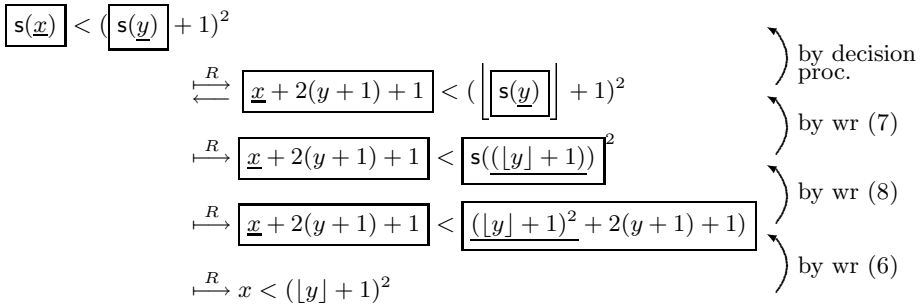 s(x) < (s(y) + 1)²
R ⟼ ⟵ x + 2(y + 1) + 1 < (⌊s(y)⌋ + 1)²
by decision proc.
R ⟼ x + 2(y + 1) + 1 < s((⌊y⌋ + 1))²
by wr (7)
R ⟼ x + 2(y + 1) + 1 < (⌊y⌋ + 1)² + 2(y + 1) + 1)
by wr (8)
R ⟼ x < (⌊y⌋ + 1)²
by wr (6)